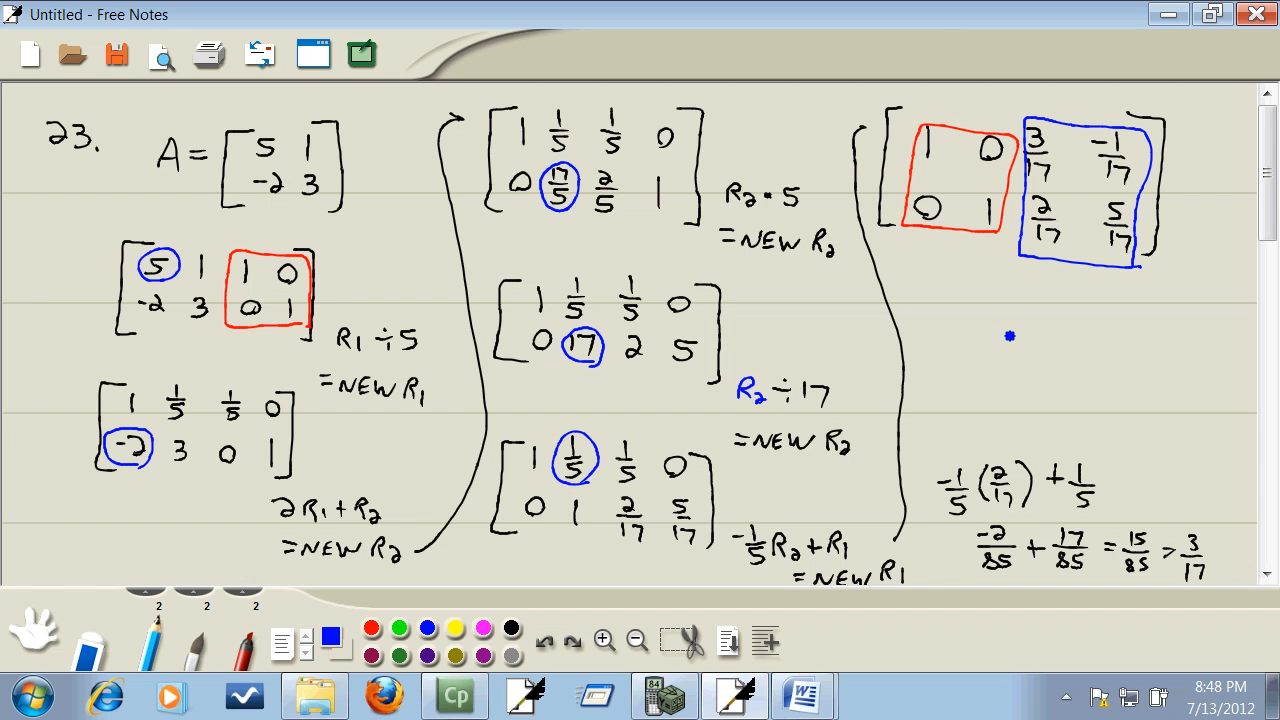 Untitled - Free Notes
23.
A = [ 5 1
-2 3 ]
[ 5 1 1 0
-2 3 0 1 ]
R1 ÷ 5
= NEW R1
[ 1 1/5 1/5 0
-2 3 0 1 ]
2R1 + R2
= NEW R2
[ 1 1/5 1/5 0
0 17/5 2/5 1 ]
R2 • 5
= NEW R2
[ 1 1/5 1/5 0
0 17 2 5 ]
R2 ÷ 17
= NEW R2
[ 1 1/5 1/5 0
0 1 2/17 5/17 ]
-1/5 R2 + R1
= NEW R1
[ 1 0 3/17 -1/17
0 1 2/17 5/17 ]
-1/5 (2/17) + 1/5
-2/85 + 17/85 = 15/85 > 3/17
2 2 2
Cp
84
8:48 PM
7/13/2012